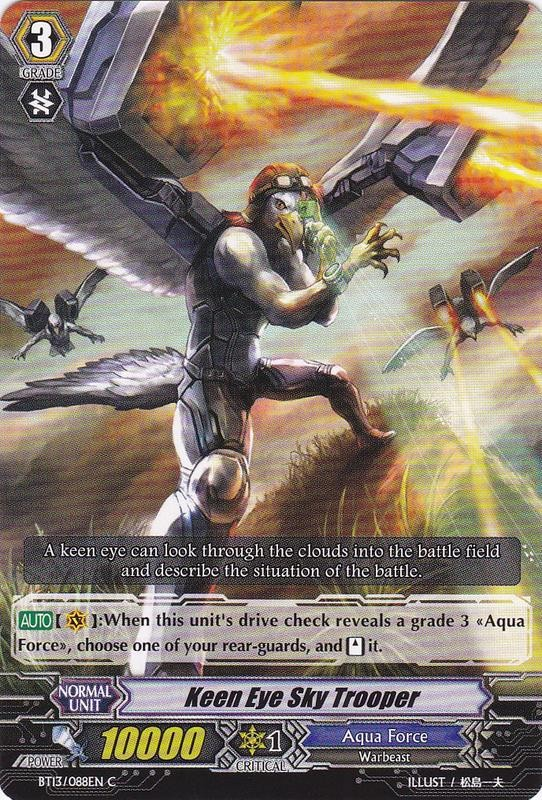 3
GRADE
A keen eye can look through the clouds into the battle field
and describe the situation of the battle.
AUTO [ ]:When this unit's drive check reveals a grade 3 «Aqua
Force», choose one of your rear-guards, and it.
NORMAL
UNIT
Keen Eye Sky Trooper
POWER
10000
1
CRITICAL
Aqua Force
Warbeast
BT13/088EN C
ILLUST / 松島一夫